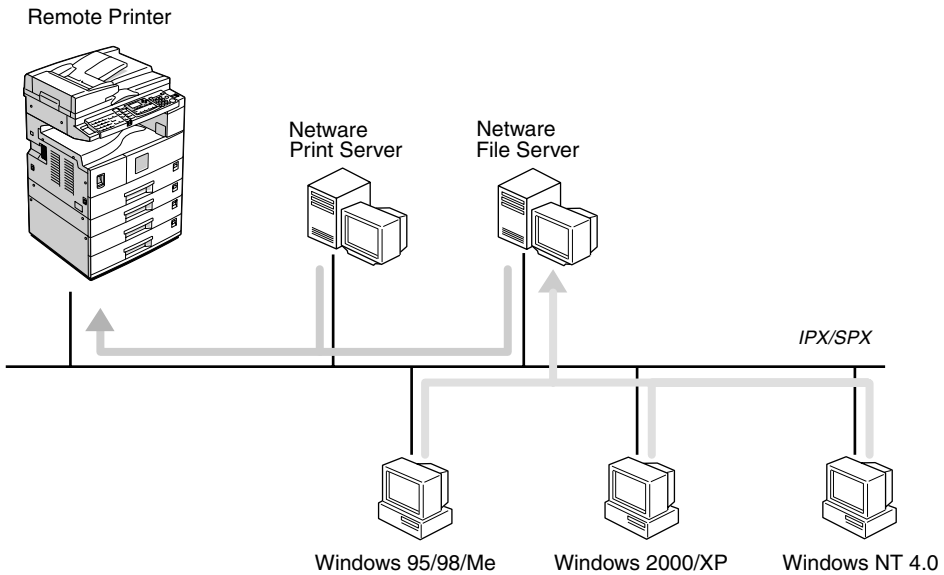 Remote Printer
Netware
Print Server
Netware
File Server
IPX/SPX
Windows 95/98/Me
Windows 2000/XP
Windows NT 4.0